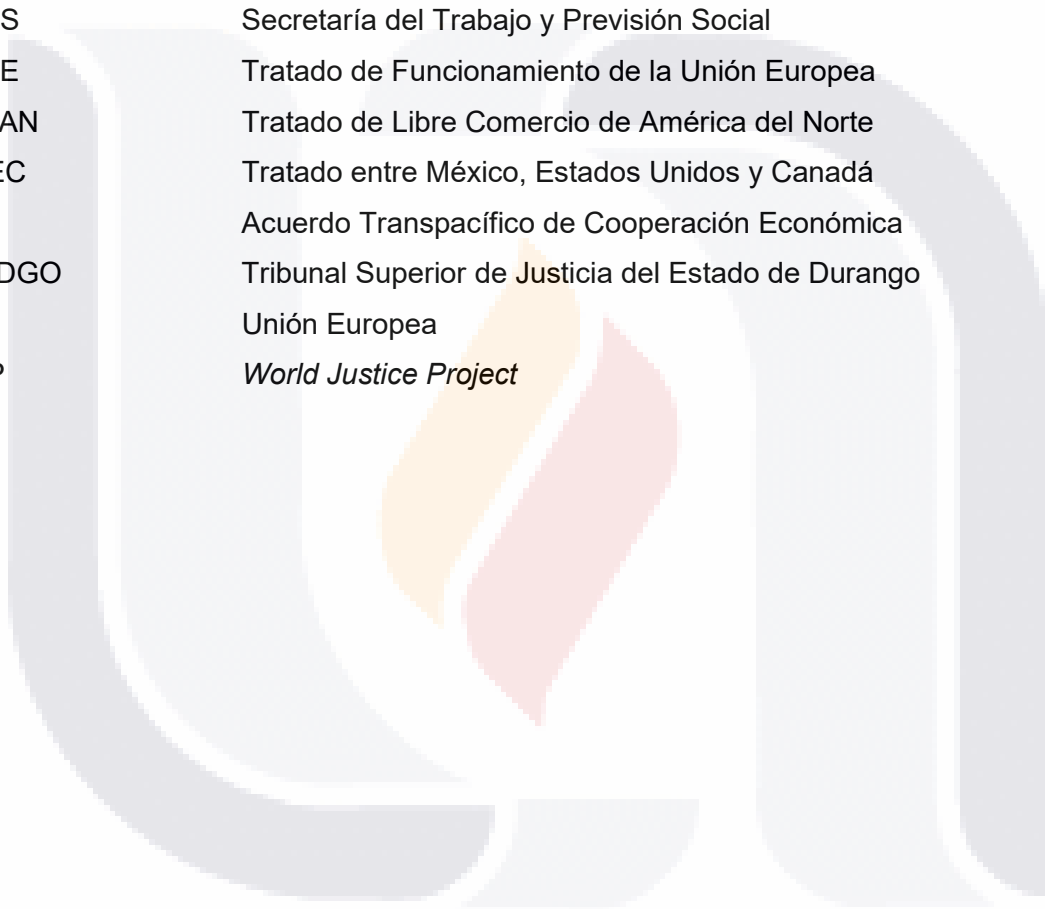 S Secretaría del Trabajo y Previsión Social
E Tratado de Funcionamiento de la Unión Europea
AN Tratado de Libre Comercio de América del Norte
EC Tratado entre México, Estados Unidos y Canadá
Acuerdo Transpacífico de Cooperación Económica
DGO Tribunal Superior de Justicia del Estado de Durango
Unión Europea
World Justice Project